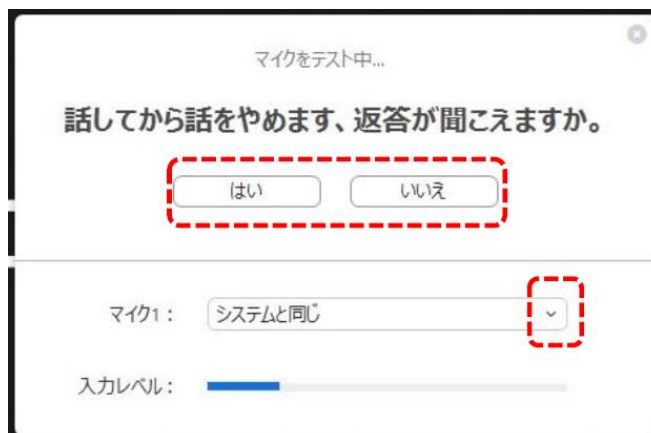 マイクをテスト中...
話してから話をやめます、返答が聞こえますか。
はい いいえ
マイク1： システムと同じ
入力レベル：